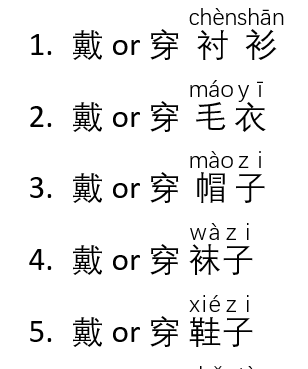 chènshān
1. 戴 or 穿 衬 衫
máo y ī
2. 戴 or 穿 毛 衣
mào z i
3. 戴 or 穿 帽 子
wà z i
4. 戴 or 穿 袜子
xié z i
5. 戴 or 穿 鞋子